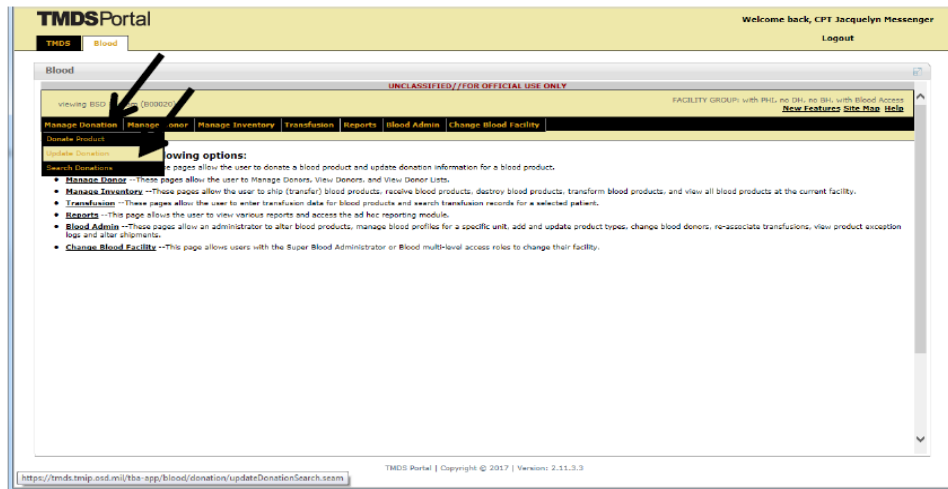 TMDSPortal
Welcome back, CPT Jacquelyn Messenger
Logout
TMDS Blood
Blood
UNCLASSIFIED//FOR OFFICIAL USE ONLY
viewing BSD (B00020)
FACILITY GROUP: with PHI, no DH, no BH, with Blood Access
New Features Site Map Help
Manage Donation Manage onor Manage Inventory Transfusion Reports Blood Admin Change Blood Facility
Donate Product
Update Donation
Search Donations
lowing options:
e pages allow the user to donate a blood product and update donation information for a blood product.
• Manage Donor --These pages allow the user to Manage Donors, View Donors, and View Donor Lists.
• Manage Inventory --These pages allow the user to ship (transfer) blood products, receive blood products, destroy blood products, transform blood products, and view all blood products at the current facility.
• Transfusion --These pages allow the user to enter transfusion data for blood products and search transfusion records for a selected patient.
• Reports --This page allows the user to view various reports and access the ad hoc reporting module.
• Blood Admin --These pages allow an administrator to alter blood products, manage blood profiles for a specific unit, add and update product types, change blood donors, re-associate transfusions, view product exception
logs and alter shipments.
• Change Blood Facility --This page allows users with the Super Blood Administrator or Blood multi-level access roles to change their facility.
TMDS Portal | Copyright © 2017 | Version: 2.11.3.3
https://tmds.tmip.osd.mil/tba-app/blood/donation/updateDonationSearch.seam